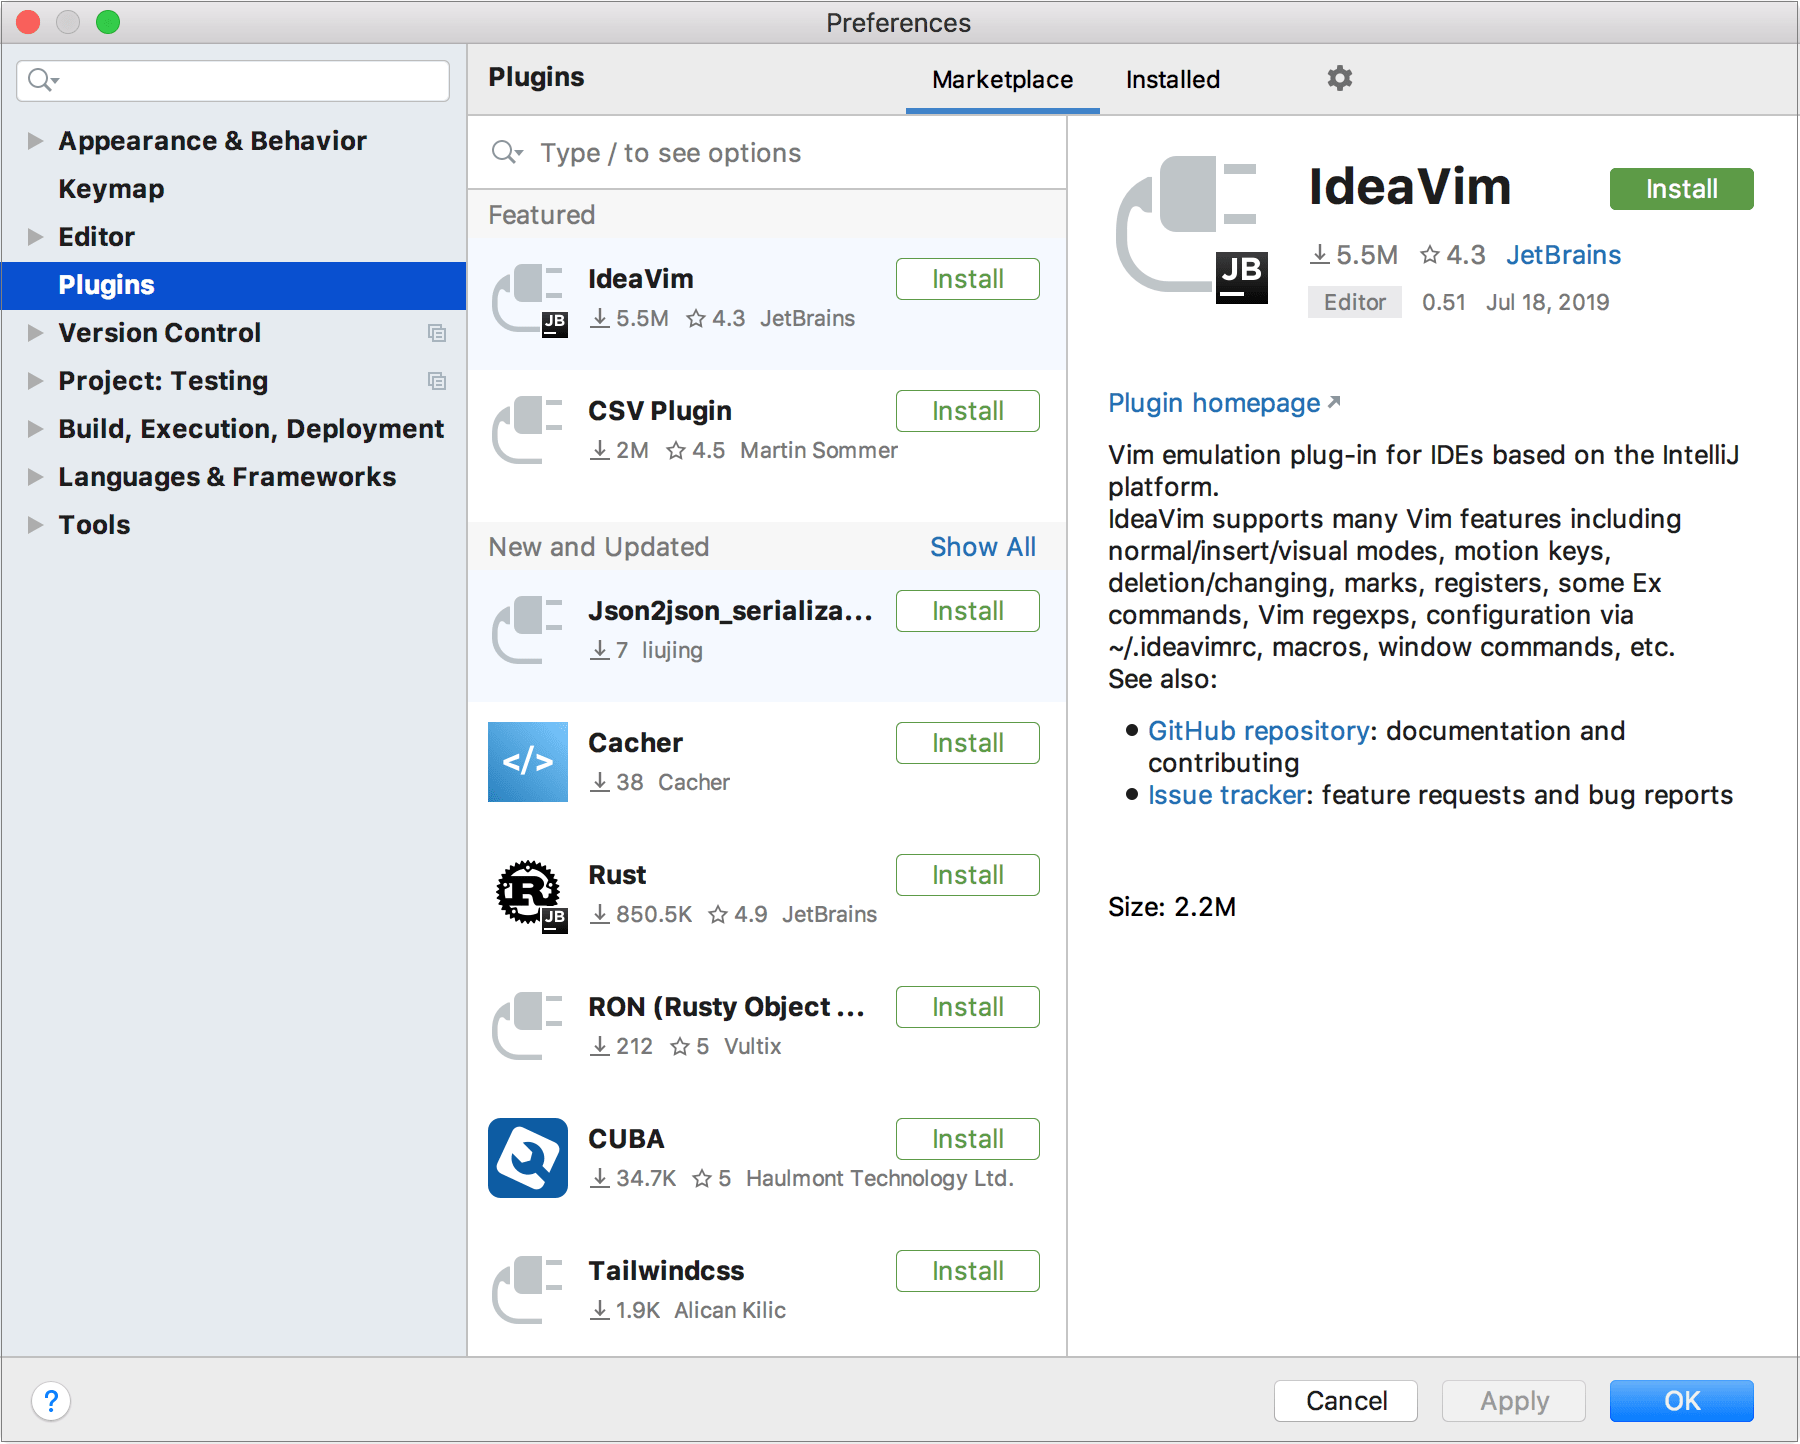 Preferences
Appearance & Behavior
Keymap
Editor
Plugins
Version Control
Project: Testing
Build, Execution, Deployment
Languages & Frameworks
Tools
Plugins
Marketplace
Installed
Type / to see options
Featured
IdeaVim
Install
5.5M 4.3 JetBrains
JB
CSV Plugin
Install
2M 4.5 Martin Sommer
New and Updated
Show All
Json2json_serializa...
Install
7 liujing
</>
Cacher
Install
38 Cacher
R
JB
Rust
Install
850.5K 4.9 JetBrains
RON (Rusty Object ...
Install
212 5 Vultix
CUBA
Install
34.7K 5 Haulmont Technology Ltd.
Tailwindcss
Install
1.9K Alican Kilic
JB
IdeaVim
Install
5.5M 4.3 JetBrains
Editor 0.51 Jul 18, 2019
Plugin homepage
Vim emulation plug-in for IDEs based on the IntelliJ
platform.
IdeaVim supports many Vim features including
normal/insert/visual modes, motion keys,
deletion/changing, marks, registers, some Ex
commands, Vim regexps, configuration via
~/.ideavimrc, macros, window commands, etc.
See also:
• GitHub repository: documentation and
contributing
• Issue tracker: feature requests and bug reports
Size: 2.2M
?
Cancel
Apply
OK